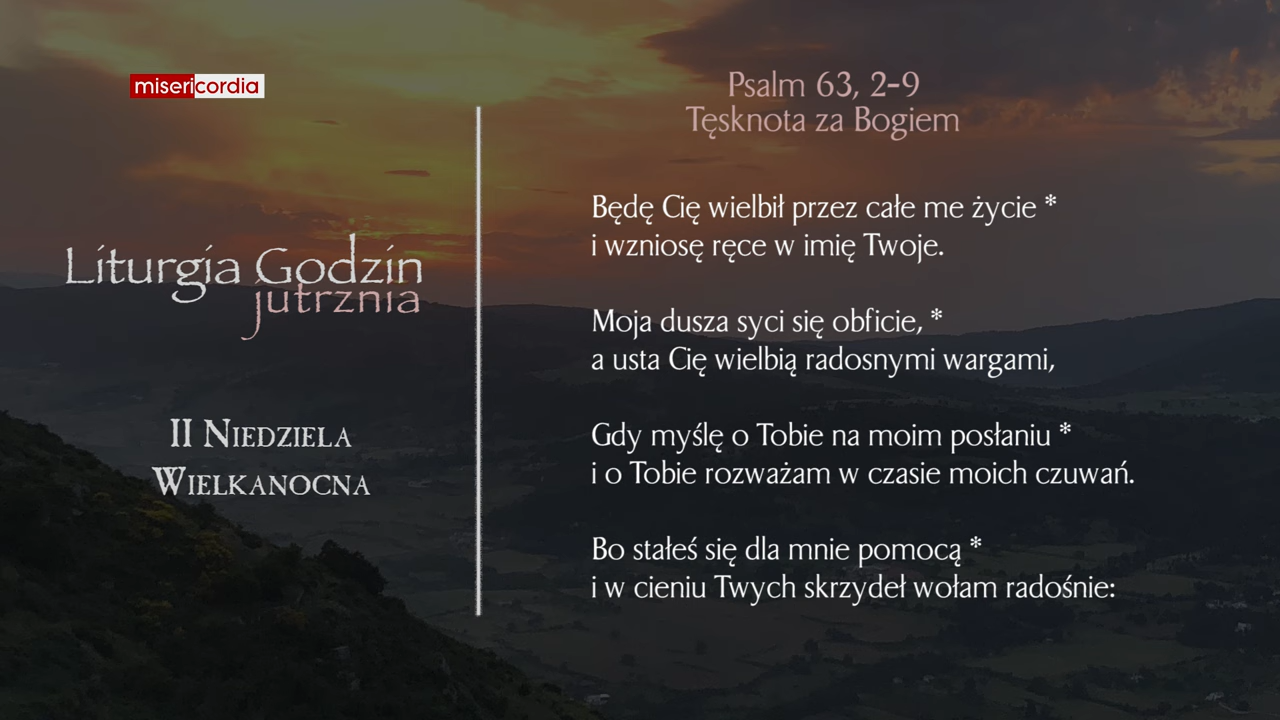 misericordia
Liturgia Godzin
jutrznia
II Niedziela
Wielkanocna
Psalm 63, 2-9
Tęsknota za Bogiem
Będę Cię wielbił przez całe me życie *
i wzniosę ręce w imię Twoje.
Moja dusza syci się obficie, *
a usta Cię wielbią radosnymi wargami,
Gdy myślę o Tobie na moim posłaniu *
i o Tobie rozważam w czasie moich czuwań.
Bo stałeś się dla mnie pomocą *
i w cieniu Twych skrzydeł wołam radośnie: